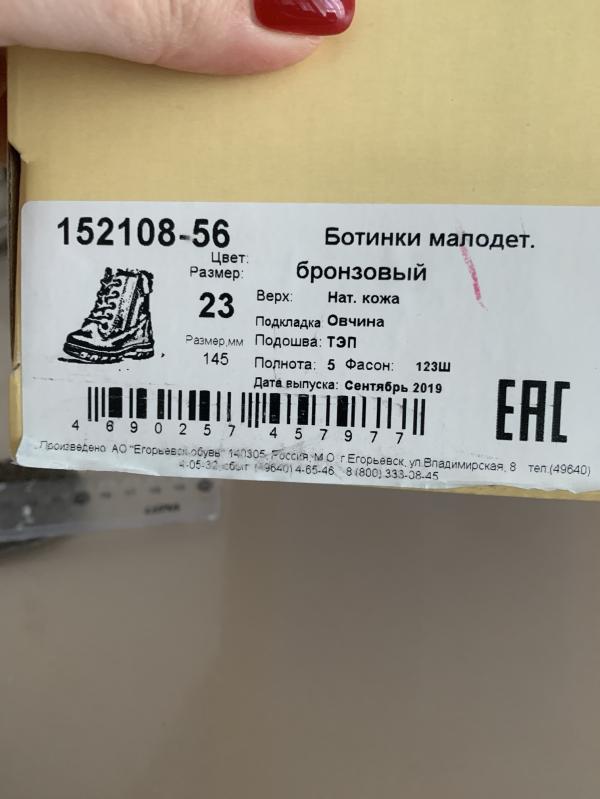 152108-56 Ботинки малодет.
Цвет: бронзовый
Размер: 23
Верх: Нат. кожа
Подкладка Овчина
Размер,мм 145
Подошва: ТЭП
Полнота: 5 Фасон: 123Ш
Дата выпуска: Сентябрь 2019
EAC
4 690257 457977
Произведено АО "Егорьевск-обувь" 140305, Россия, М.О. г.Егорьевск, ул.Владимирская, 8 тел.(49640)
4-05-32, сбыт (49640) 4-65-46 8 (800) 333-08-45